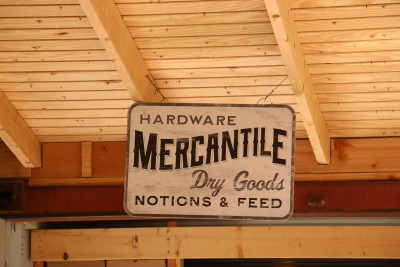 HARDWARE
MERCANTILE
Dry Goods
NOTIONS & FEED